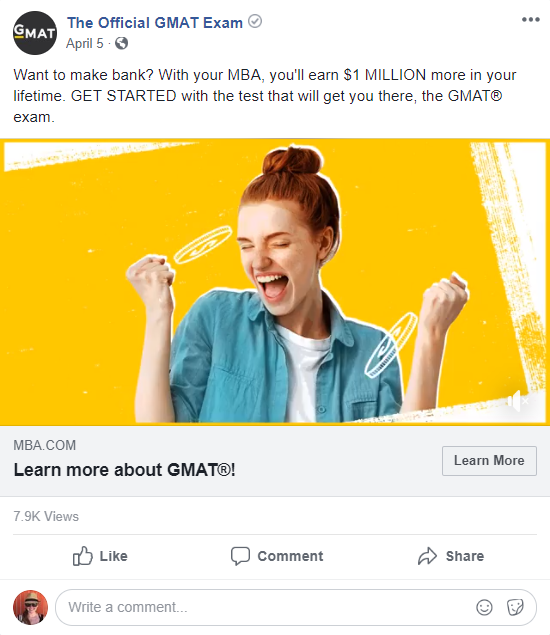 GMAT
The Official GMAT Exam
April 5 ·
Want to make bank? With your MBA, you'll earn $1 MILLION more in your
lifetime. GET STARTED with the test that will get you there, the GMAT®
exam.
MBA.COM
Learn more about GMAT®!
Learn More
7.9K Views
Like
Comment
Share
Write a comment...